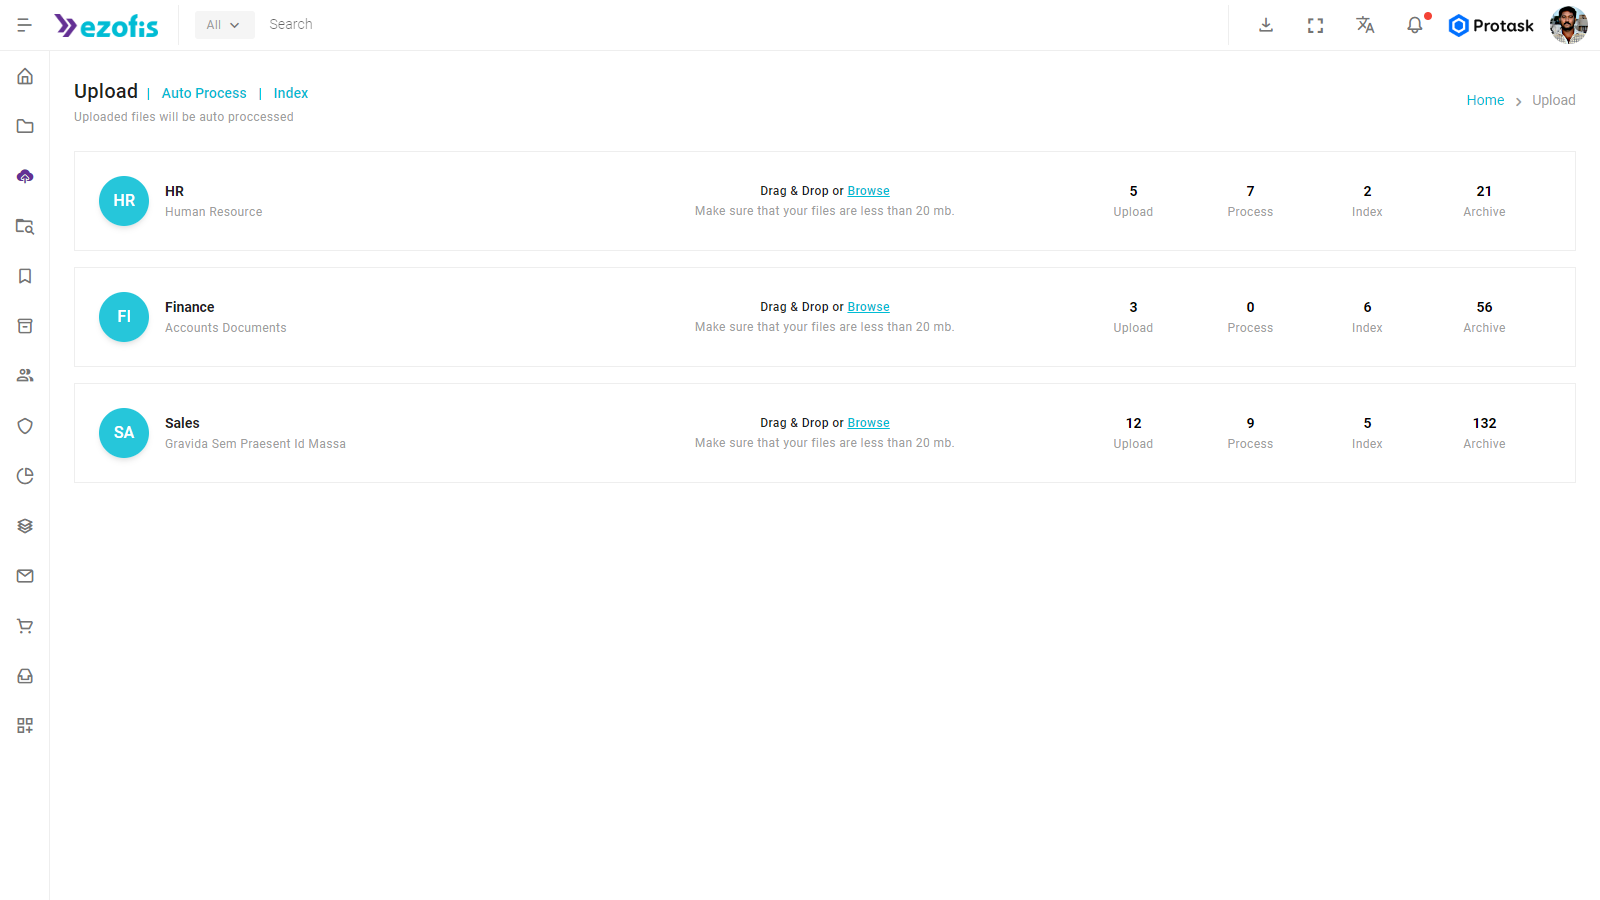 ezofis
All
Search
Protask
Upload | Auto Process | Index
Uploaded files will be auto proccessed
Home > Upload
HR
HR
Human Resource
Drag & Drop or Browse
Make sure that your files are less than 20 mb.
5
Upload
7
Process
2
Index
21
Archive
FI
Finance
Accounts Documents
Drag & Drop or Browse
Make sure that your files are less than 20 mb.
3
Upload
0
Process
6
Index
56
Archive
SA
Sales
Gravida Sem Praesent Id Massa
Drag & Drop or Browse
Make sure that your files are less than 20 mb.
12
Upload
9
Process
5
Index
132
Archive